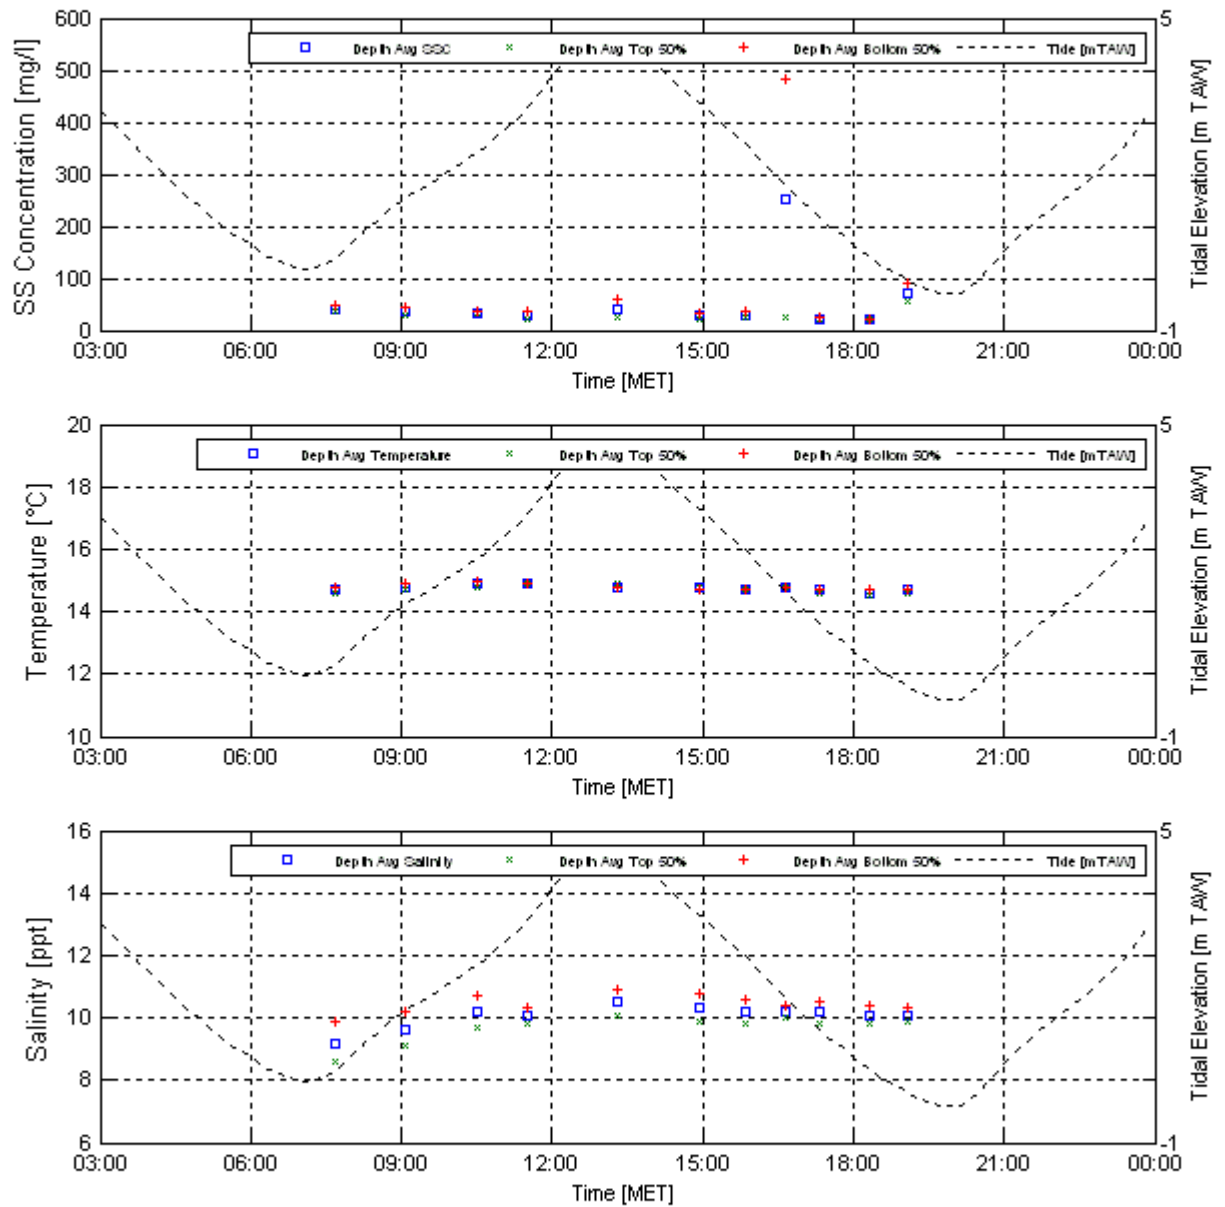 600
500
400
300
200
100
0
SS Concentration [mg/l]
Depth Avg SSC Depth Avg Top 50% Depth Avg Bottom 50% Tide [mTAW]
5
-1
Tidal Elevation [m TAW]
03:00 06:00 09:00 12:00 15:00 18:00 21:00 00:00
Time [MET]
20
18
16
14
12
10
Temperature [°C]
Depth Avg Temperature Depth Avg Top 50% Depth Avg Bottom 50% Tide [mTAW]
5
-1
Tidal Elevation [m TAW]
03:00 06:00 09:00 12:00 15:00 18:00 21:00 00:00
Time [MET]
16
14
12
10
8
6
Salinity [ppt]
Depth Avg Salinity Depth Avg Top 50% Depth Avg Bottom 50% Tide [mTAW]
5
-1
Tidal Elevation [m TAW]
03:00 06:00 09:00 12:00 15:00 18:00 21:00 00:00
Time [MET]